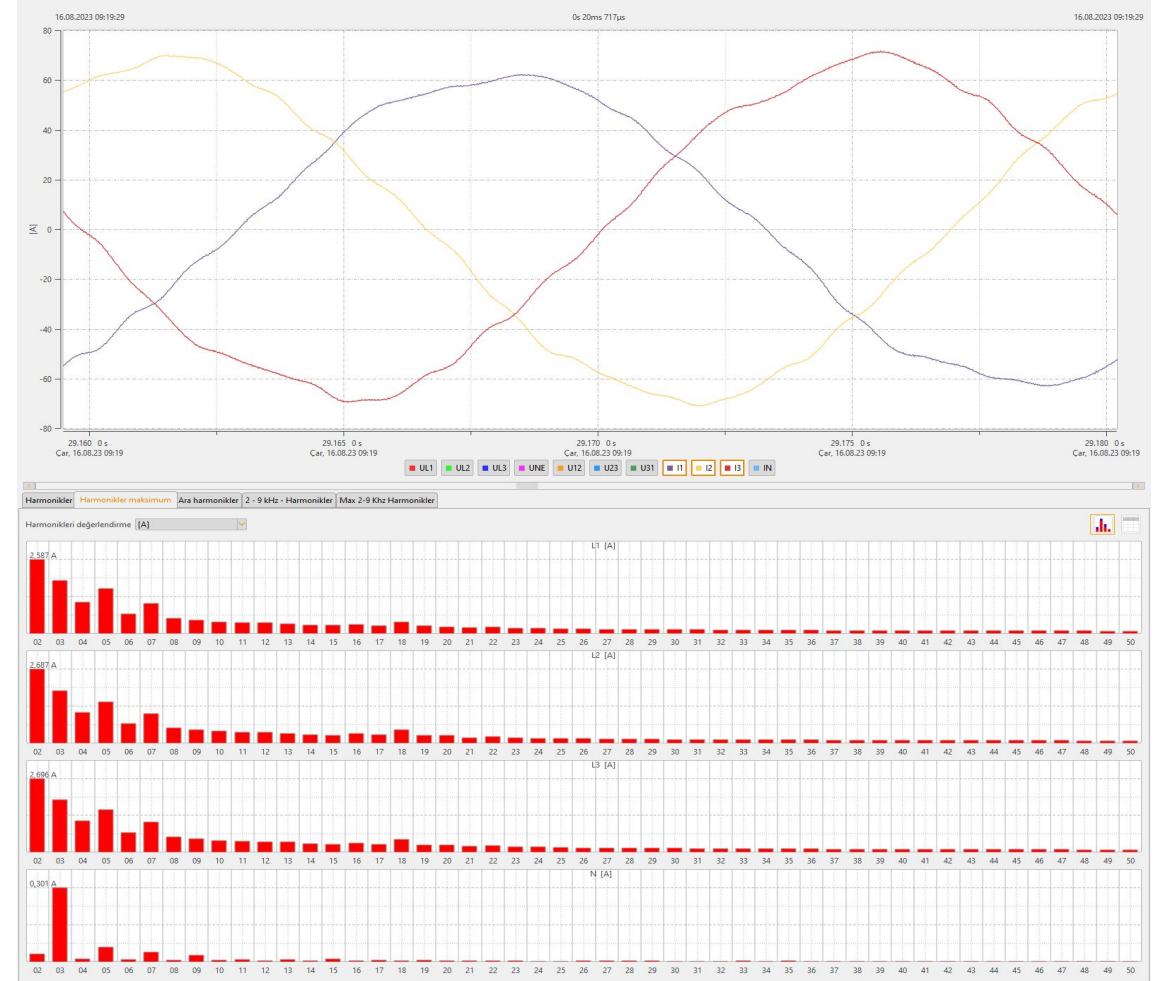 16.08.2023 09:19:29 0s 20ms 717µs 16.08.2023 09:19:29
80
60
40
20
0
-20
-40
-60
-80
[A]
29.160 0 s 29.165 0 s 29.170 0 s 29.175 0 s 29.180 0 s
Çar, 16.08.23 09:19 Çar, 16.08.23 09:19 Çar, 16.08.23 09:19 Çar, 16.08.23 09:19 Çar, 16.08.23 09:19
UL1 UL2 UL3 UNE U12 U23 U31 I1 I2 I3 IN
Harmonikler Harmonikler maksimum Ara harmonikler 2 - 9 kHz - Harmonikler Max 2-9 Khz Harmonikler
Harmonikleri değerlendirme [A]
L1 [A]
2,587 A
02 03 04 05 06 07 08 09 10 11 12 13 14 15 16 17 18 19 20 21 22 23 24 25 26 27 28 29 30 31 32 33 34 35 36 37 38 39 40 41 42 43 44 45 46 47 48 49 50
L2 [A]
2,687 A
02 03 04 05 06 07 08 09 10 11 12 13 14 15 16 17 18 19 20 21 22 23 24 25 26 27 28 29 30 31 32 33 34 35 36 37 38 39 40 41 42 43 44 45 46 47 48 49 50
L3 [A]
2,696 A
02 03 04 05 06 07 08 09 10 11 12 13 14 15 16 17 18 19 20 21 22 23 24 25 26 27 28 29 30 31 32 33 34 35 36 37 38 39 40 41 42 43 44 45 46 47 48 49 50
N [A]
0,301 A
02 03 04 05 06 07 08 09 10 11 12 13 14 15 16 17 18 19 20 21 22 23 24 25 26 27 28 29 30 31 32 33 34 35 36 37 38 39 40 41 42 43 44 45 46 47 48 49 50